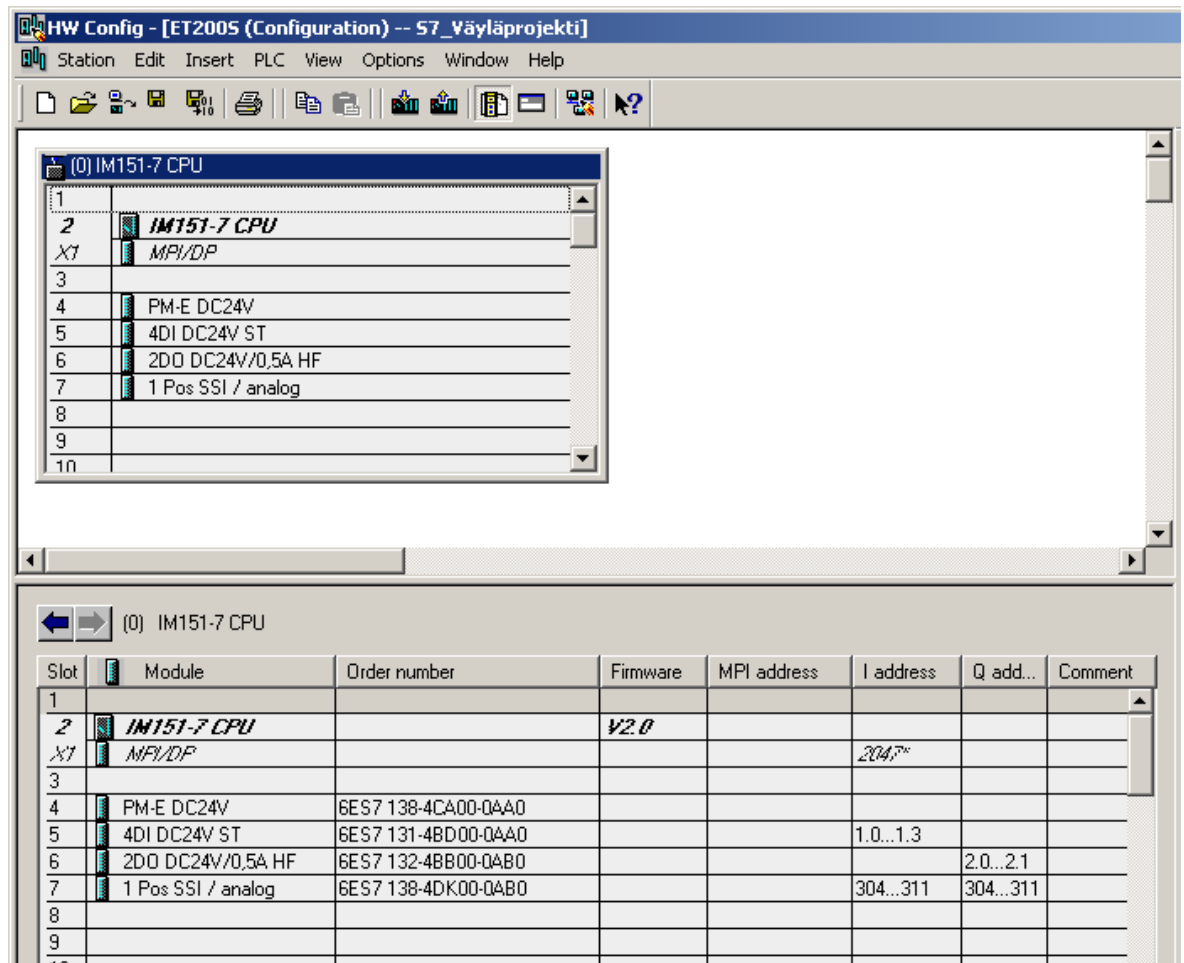 HW Config - [ET200S (Configuration) -- S7_Väyläprojekti]
Station Edit Insert PLC View Options Window Help
(0) IM151-7 CPU
1
2 IM151-7 CPU
X1 MPI/DP
3
4 PM-E DC24V
5 4DI DC24V ST
6 2DO DC24V/0,5A HF
7 1 Pos SSI / analog
8
9
10
(0) IM151-7 CPU
Slot Module Order number Firmware MPI address I address Q add... Comment
1
2 IM151-7 CPU V2.0
X1 MPI/DP 2047*
3
4 PM-E DC24V 6ES7 138-4CA00-0AA0
5 4DI DC24V ST 6ES7 131-4BD00-0AA0 1.0...1.3
6 2DO DC24V/0,5A HF 6ES7 132-4BB00-0AB0 2.0...2.1
7 1 Pos SSI / analog 6ES7 138-4DK00-0AB0 304...311 304...311
8
9